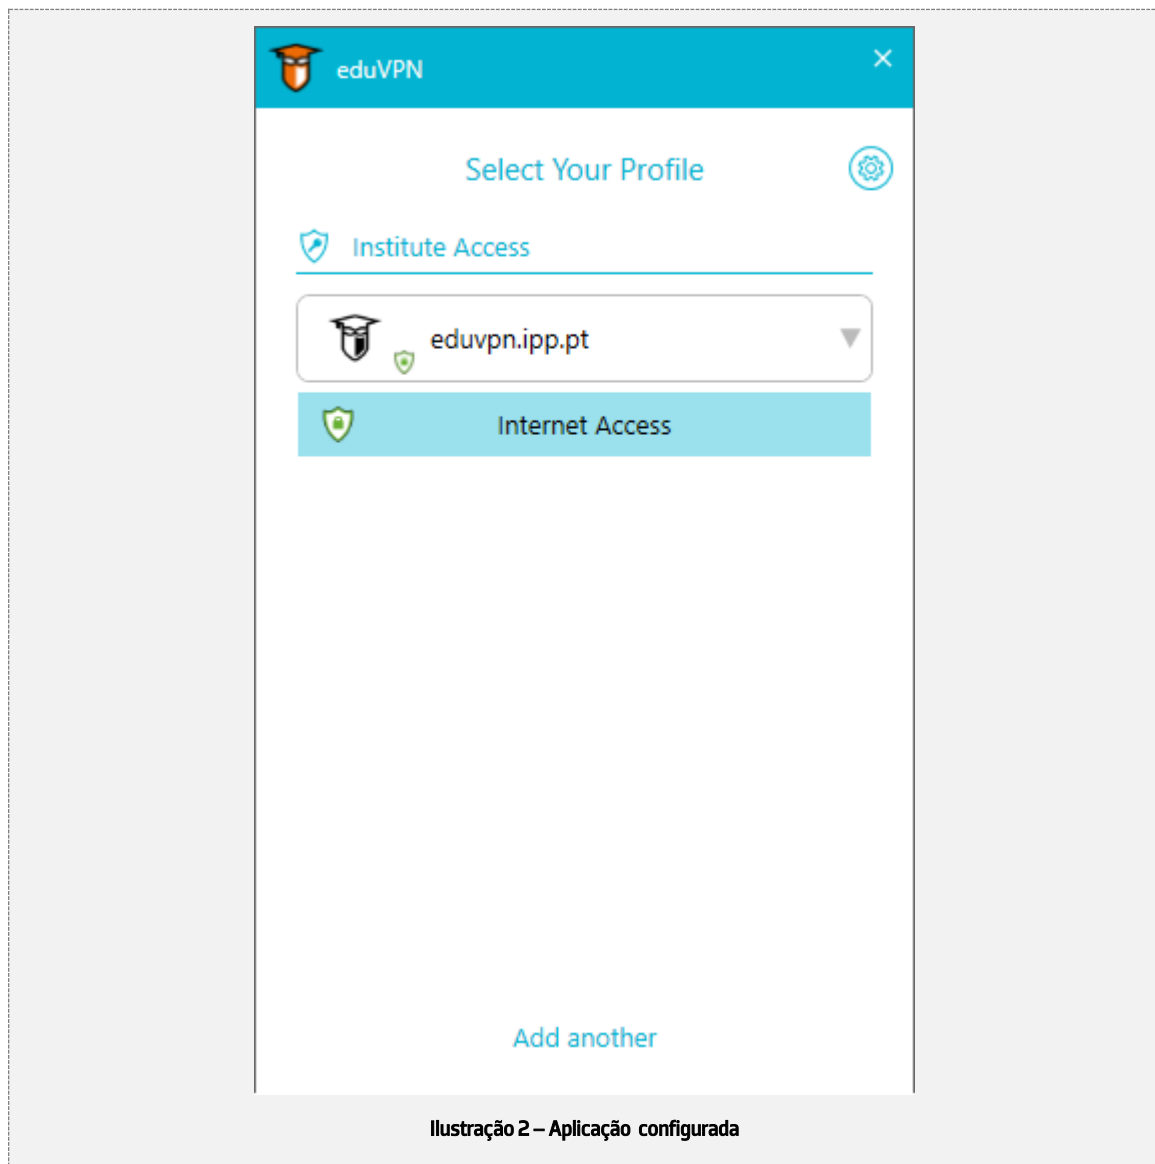 eduVPN
Select Your Profile
Institute Access
eduvpn.ipp.pt
Internet Access
Add another
Ilustração 2 – Aplicação configurada